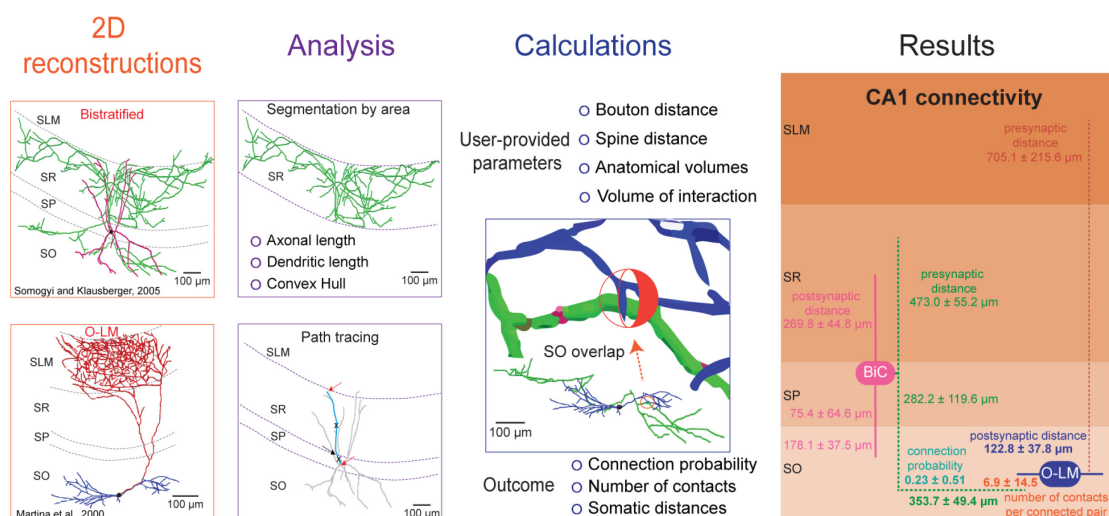 2D
reconstructions
Analysis
Calculations
Results
SLM
Bistratified
SR
SP
SO
100 µm
Somogyi and Klausberger, 2005
O-LM
SLM
SR
SP
SO
100 µm
Martina et al., 2000
Segmentation by area
SR
Axonal length
Dendritic length
Convex Hull
100 µm
Path tracing
SLM
SR
x
SP
x
SO
100 µm
User-provided
parameters
Bouton distance
Spine distance
Anatomical volumes
Volume of interaction
SO overlap
100 µm
Outcome
Connection probability
Number of contacts
Somatic distances
CA1 connectivity
SLM
presynaptic
distance
705.1 ± 215.6 µm
SR
postsynaptic
distance
269.8 ± 44.8 µm
presynaptic
distance
473.0 ± 55.2 µm
BiC
SP
75.4 ± 64.6 µm
282.2 ± 119.6 µm
178.1 ± 37.5 µm
SO
connection
probability
0.23 ± 0.51
postsynaptic distance
122.8 ± 37.8 µm
O-LM
6.9 ± 14.5
353.7 ± 49.4 µm
number of contacts
per connected pair